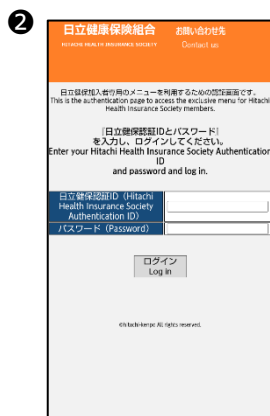 ❷
日立健康保険組合 お問い合わせ先
HITACHI HEALTH INSURANCE SOCIETY Contact us
日立健保加入者専用のメニューを利用するための認証画面です。
This is the authentication page to access the exclusive menu for Hitachi
Health Insurance Society members.
『日立健保認証IDとパスワード』
を入力し、ログインしてください。
Enter your Hitachi Health Insurance Society Authentication
ID
and password and log in.
日立健保認証ID（Hitachi
Health Insurance Society
Authentication ID）
パスワード（Password）
ログイン
Log in
©hitachi-kempo All rights reserved.